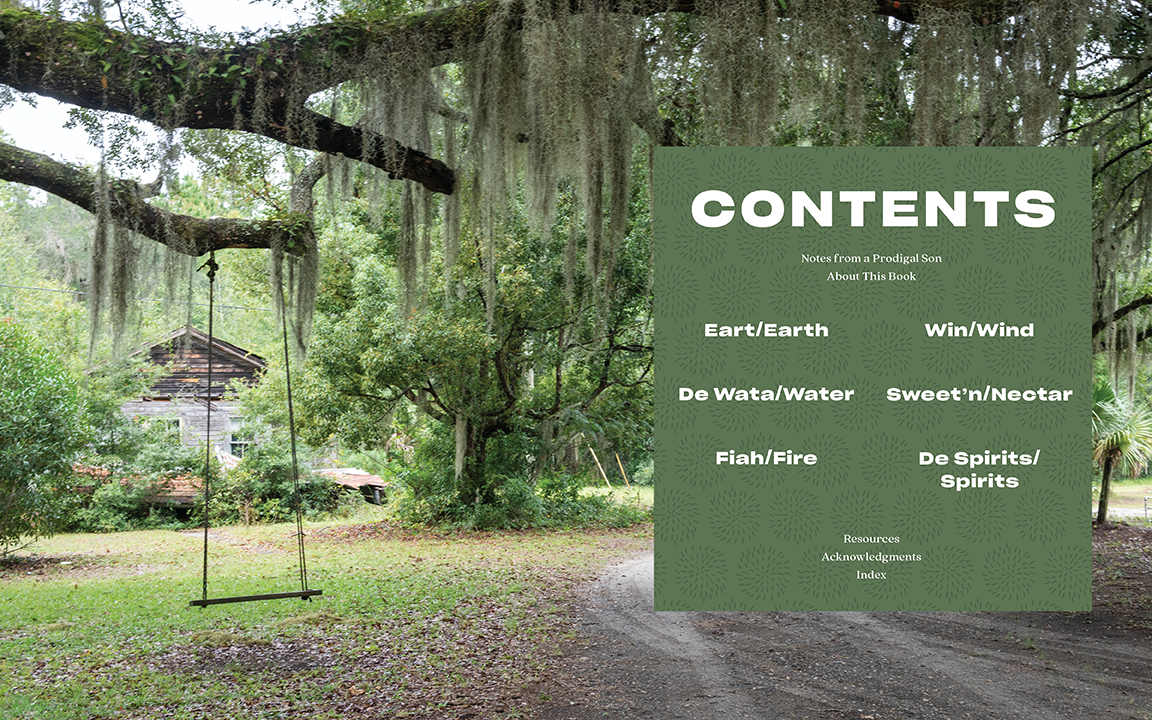 CONTENTS
Notes from a Prodigal Son
About This Book
Eart/Earth
De Wata/Water
Fiah/Fire
Win/Wind
Sweet’n/Nectar
De Spirits/
Spirits
Resources
Acknowledgments
Index